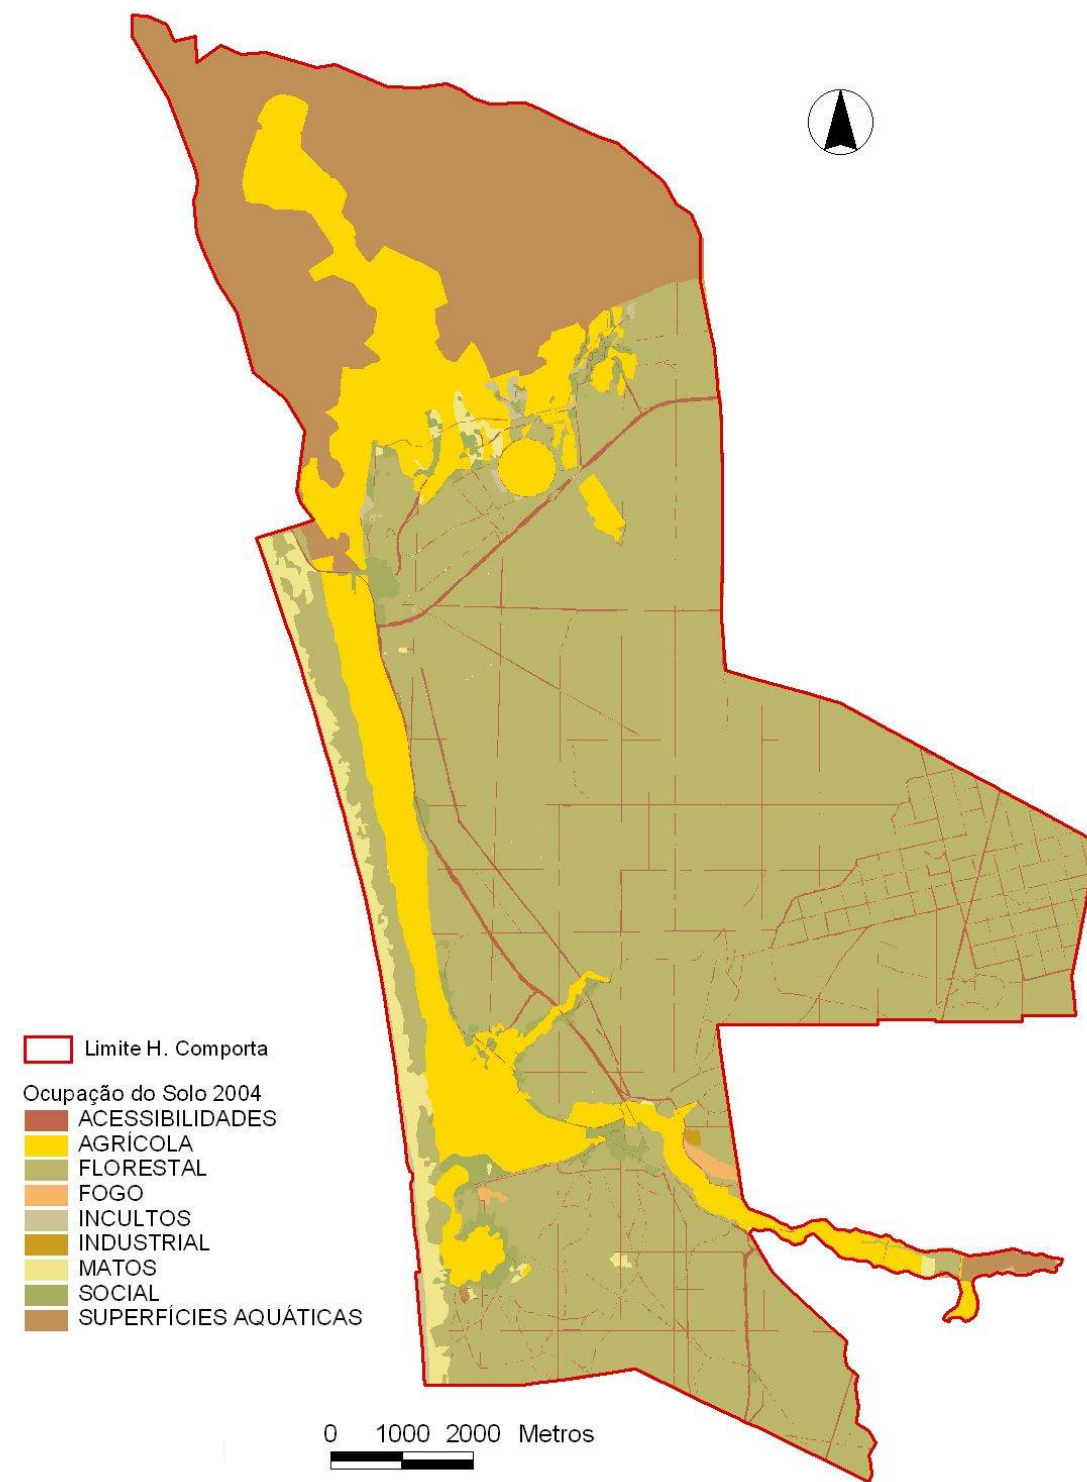 Limite H. Comporta
Ocupação do Solo 2004
ACESSIBILIDADES
AGRÍCOLA
FLORESTAL
FOGO
INCULTOS
INDUSTRIAL
MATOS
SOCIAL
SUPERFÍCIES AQUÁTICAS
0 1000 2000 Metros